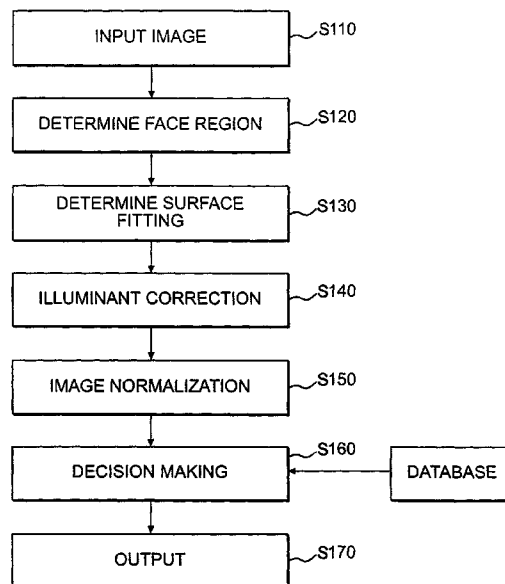 INPUT IMAGE
S110
DETERMINE FACE REGION
S120
DETERMINE SURFACE
FITTING
S130
ILLUMINANT CORRECTION
S140
IMAGE NORMALIZATION
S150
DECISION MAKING
S160
DATABASE
OUTPUT
S170